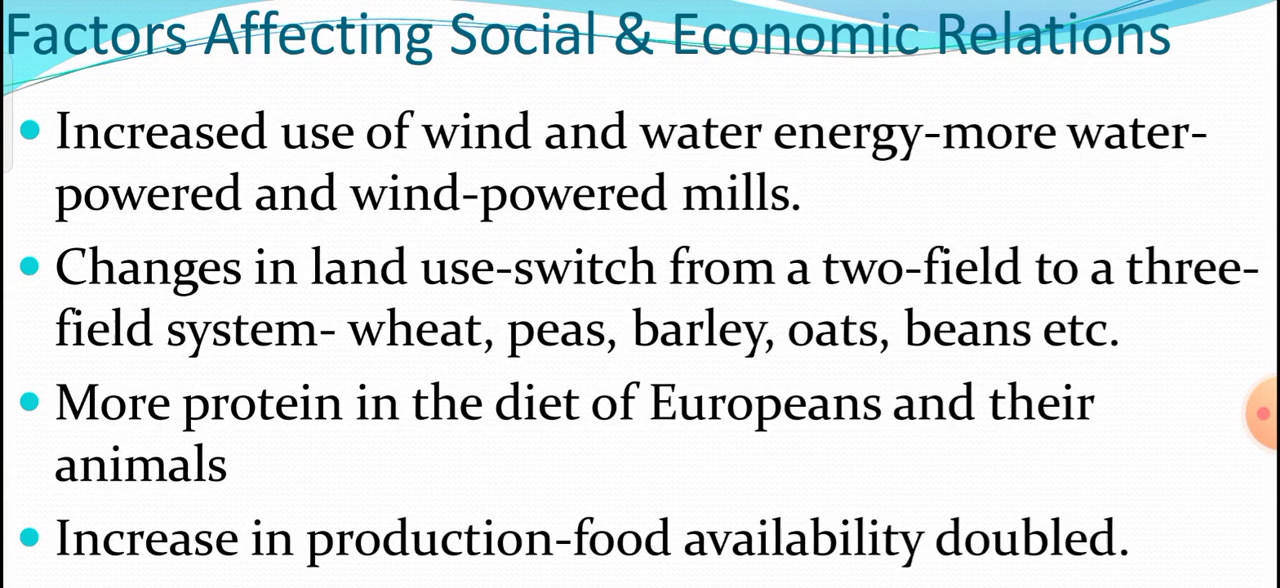 Factors Affecting Social & Economic Relations
• Increased use of wind and water energy-more water-
powered and wind-powered mills.
• Changes in land use-switch from a two-field to a three-
field system- wheat, peas, barley, oats, beans etc.
• More protein in the diet of Europeans and their
animals
• Increase in production-food availability doubled.